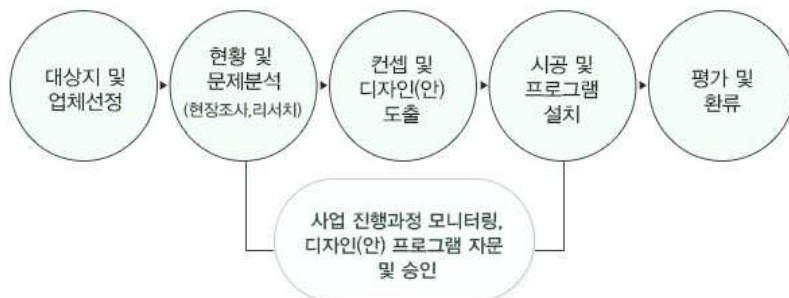 대상지 및
업체선정
현황 및
문제분석
(현장조사,리서치)
컨셉 및
디자인(안)
도출
시공 및
프로그램
설치
평가 및
환류
사업 진행과정 모니터링,
디자인(안) 프로그램 자문
및 승인